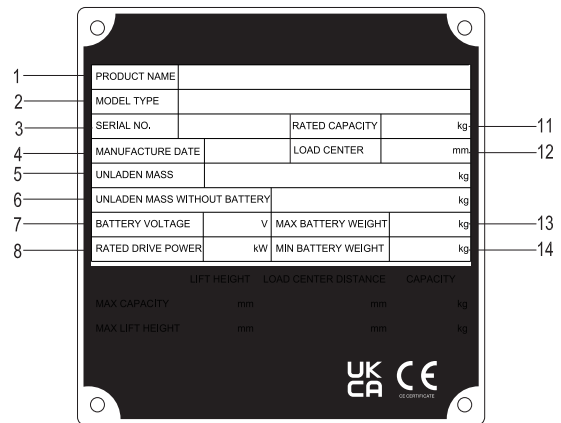 1 PRODUCT NAME
2 MODEL TYPE
3 SERIAL NO. RATED CAPACITY kg 11
4 MANUFACTURE DATE LOAD CENTER mm 12
5 UNLADEN MASS kg
6 UNLADEN MASS WITHOUT BATTERY kg
7 BATTERY VOLTAGE V MAX BATTERY WEIGHT kg 13
8 RATED DRIVE POWER kW MIN BATTERY WEIGHT kg 14
LIFT HEIGHT LOAD CENTER DISTANCE CAPACITY
MAX CAPACITY mm mm kg
MAX LIFT HEIGHT mm mm kg
UK CE
CA CE CERTIFICATE